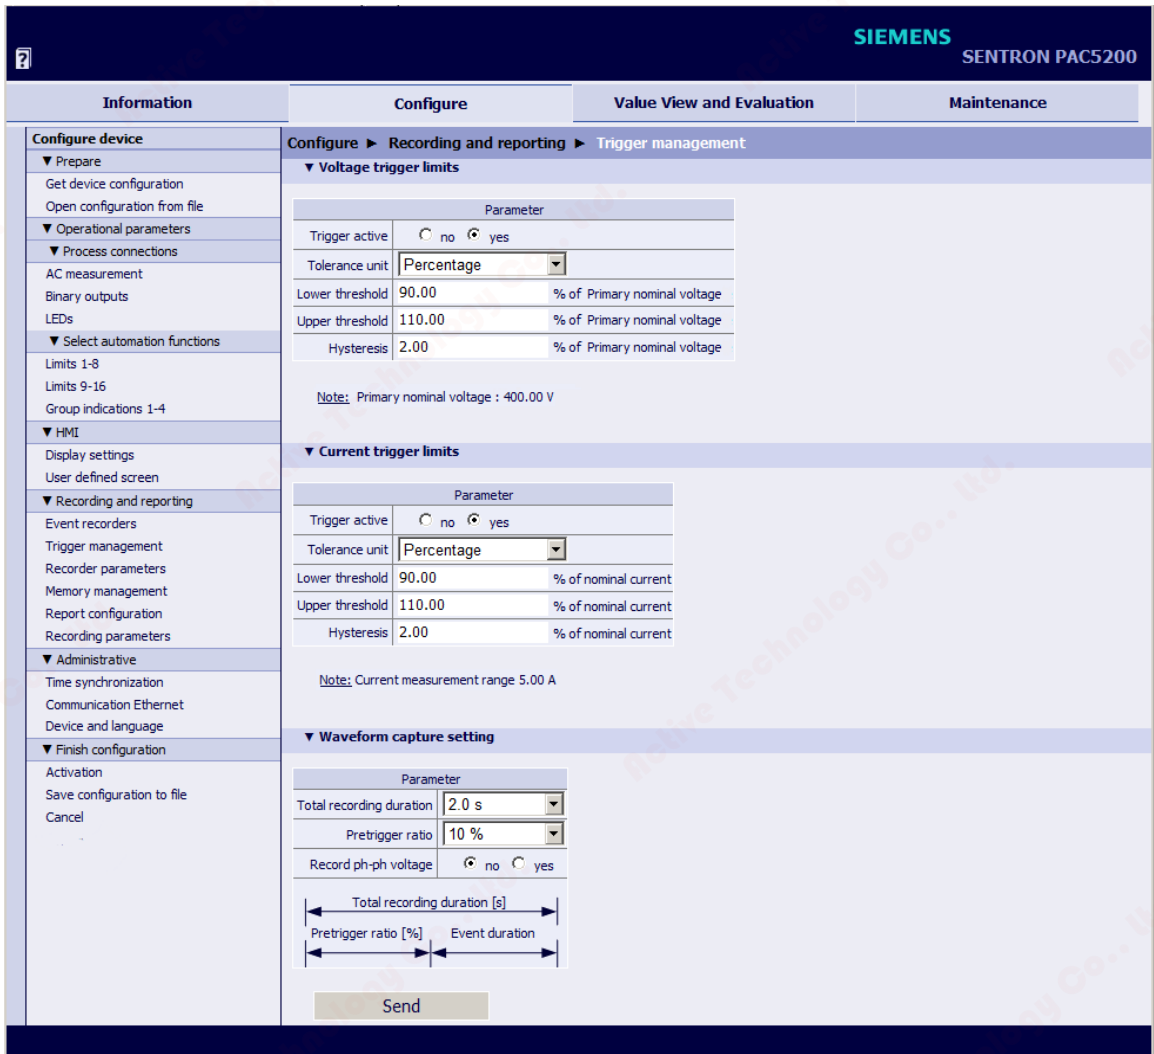 SIEMENS
SENTRON PAC5200
Information
Configure
Value View and Evaluation
Maintenance
Configure device
▼ Prepare
Get device configuration
Open configuration from file
▼ Operational parameters
▼ Process connections
AC measurement
Binary outputs
LEDs
▼ Select automation functions
Limits 1-8
Limits 9-16
Group indications 1-4
▼ HMI
Display settings
User defined screen
▼ Recording and reporting
Event recorders
Trigger management
Recorder parameters
Memory management
Report configuration
Recording parameters
▼ Administrative
Time synchronization
Communication Ethernet
Device and language
▼ Finish configuration
Activation
Save configuration to file
Cancel
Configure ► Recording and reporting ► Trigger management
▼ Voltage trigger limits
Parameter
Trigger active no yes
Tolerance unit Percentage
Lower threshold 90.00 % of Primary nominal voltage
Upper threshold 110.00 % of Primary nominal voltage
Hysteresis 2.00 % of Primary nominal voltage
Note: Primary nominal voltage : 400.00 V
▼ Current trigger limits
Parameter
Trigger active no yes
Tolerance unit Percentage
Lower threshold 90.00 % of nominal current
Upper threshold 110.00 % of nominal current
Hysteresis 2.00 % of nominal current
Note: Current measurement range 5.00 A
▼ Waveform capture setting
Parameter
Total recording duration 2.0 s
Pretrigger ratio 10 %
Record ph-ph voltage no yes
Total recording duration [s]
Pretrigger ratio [%] Event duration
Send
Active Technology Co., ltd.